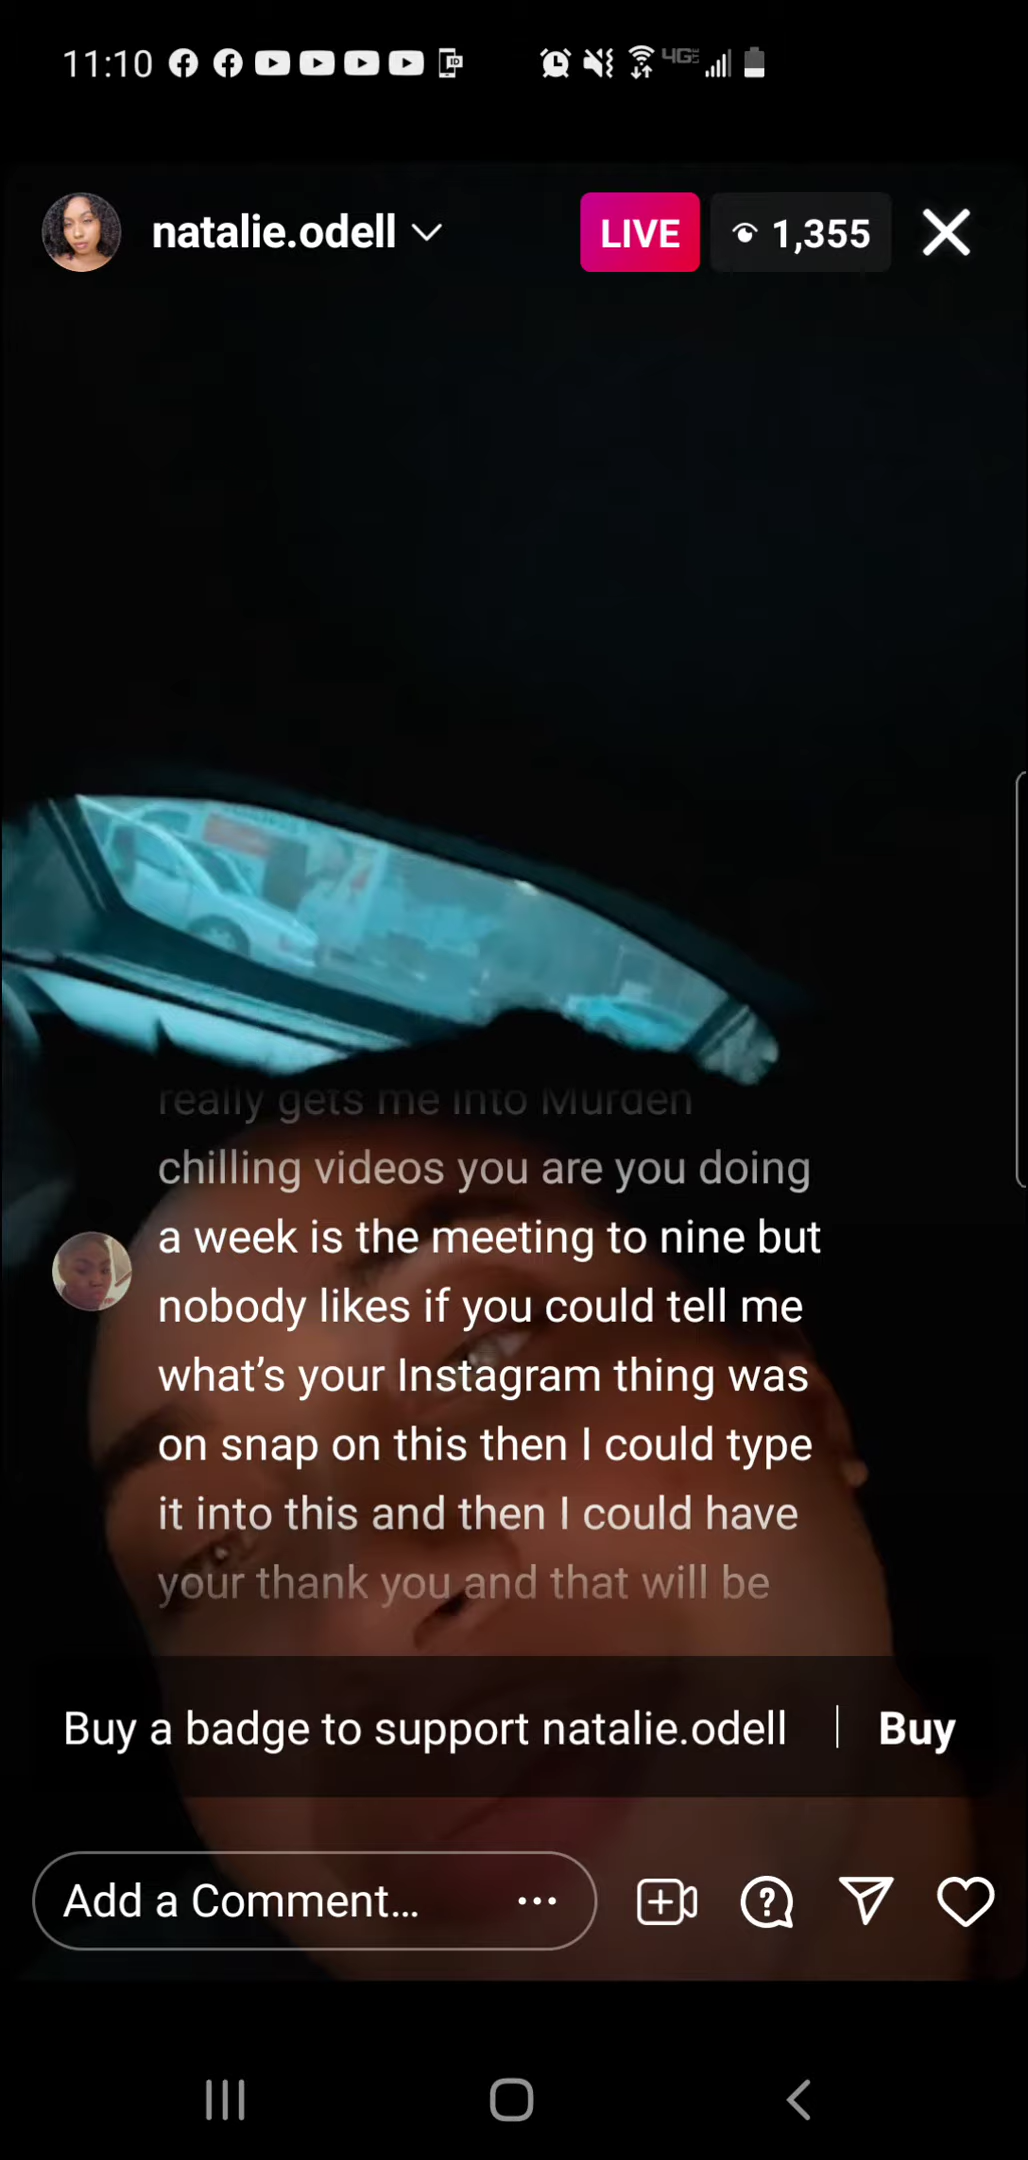 11:10
4GE
natalie.odell
LIVE
1,355
really gets me into Murden
chilling videos you are you doing
a week is the meeting to nine but
nobody likes if you could tell me
what's your Instagram thing was
on snap on this then I could type
it into this and then I could have
your thank you and that will be
Buy a badge to support natalie.odell | Buy
Add a Comment...